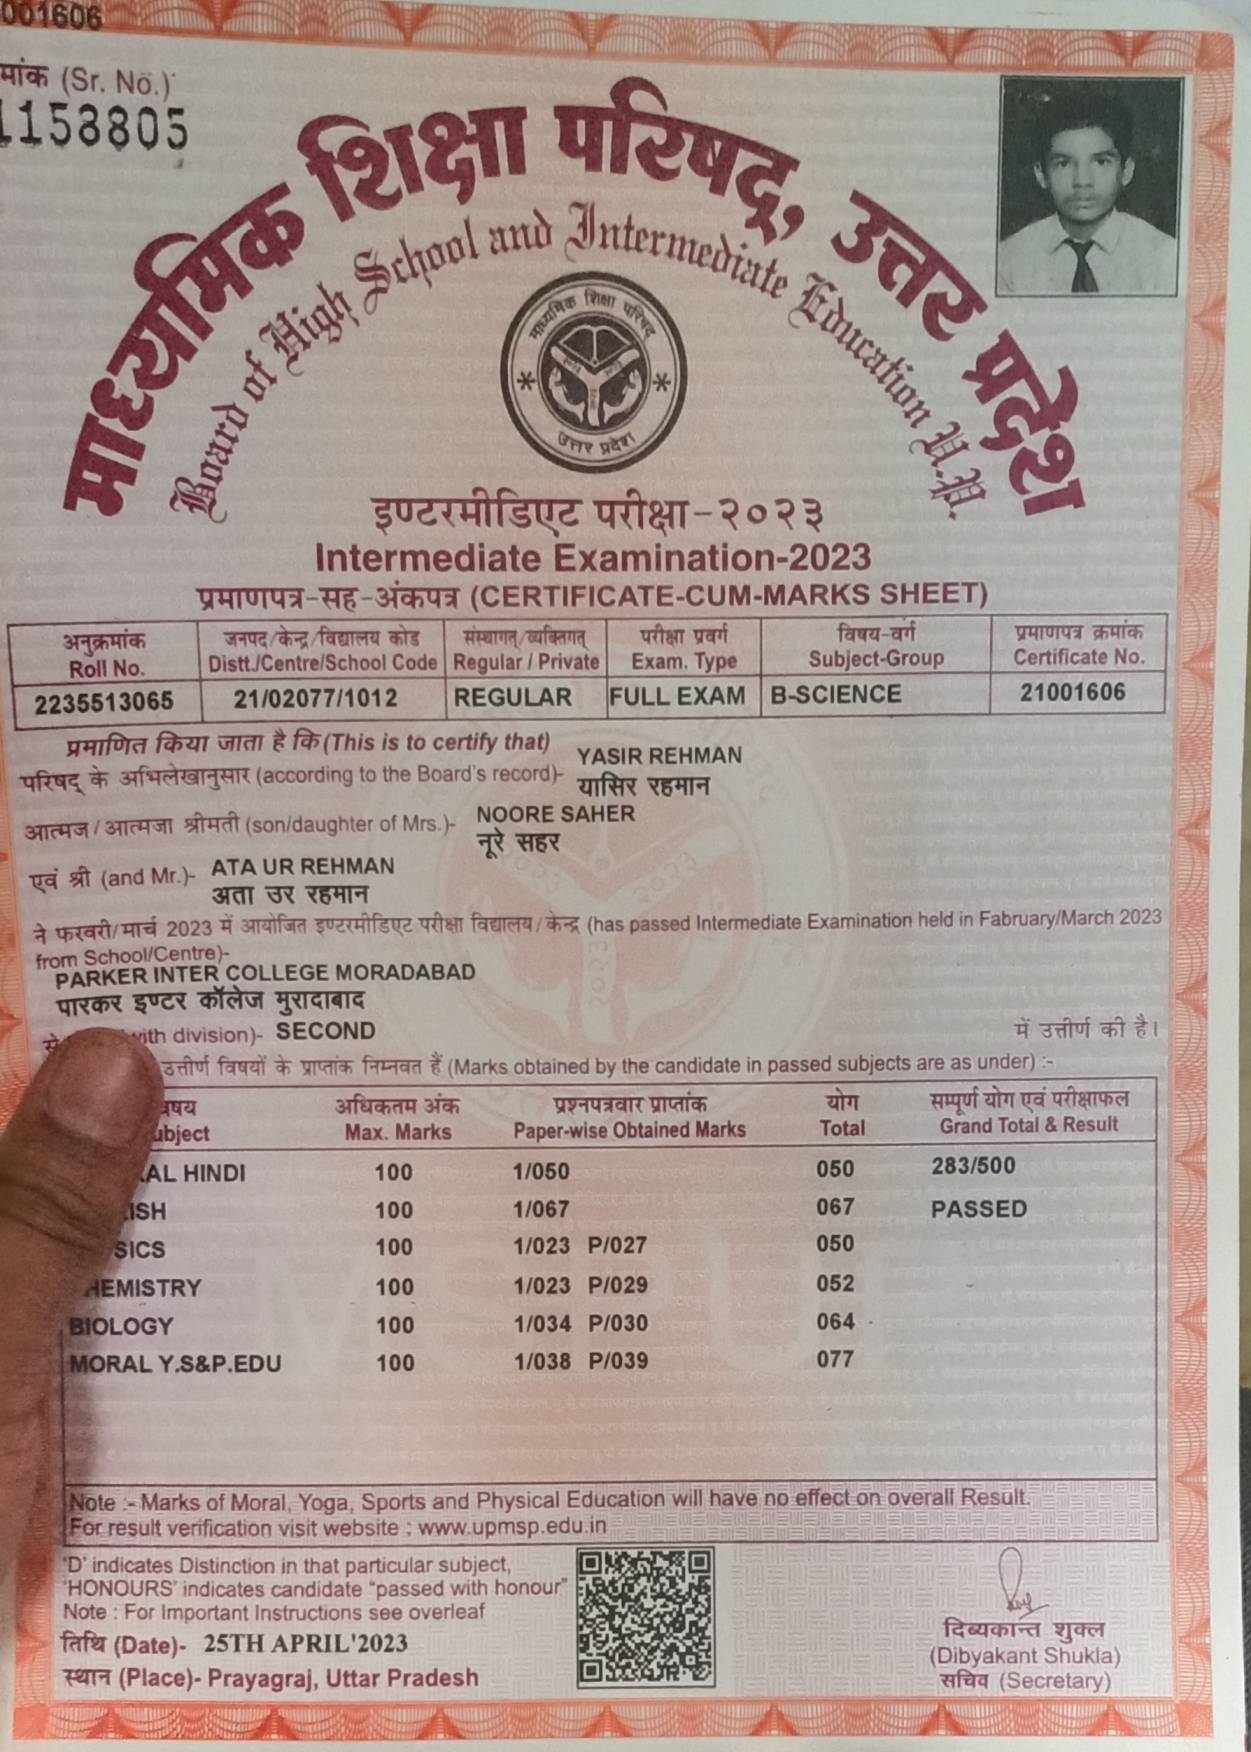 001606
मांक (Sr. No.)
1158805
माध्यमिक शिक्षा परिषद्, उत्तर प्रदेश
Board of High School and Intermediate Education U.P.
माध्यमिक शिक्षा परिषद्
उत्तर प्रदेश
इण्टरमीडिएट परीक्षा-२०२३
Intermediate Examination-2023
प्रमाणपत्र-सह-अंकपत्र (CERTIFICATE-CUM-MARKS SHEET)
अनुक्रमांक जनपद/केन्द्र/विद्यालय कोड संस्थागत्/व्यक्तिगत् परीक्षा प्रवर्ग विषय-वर्ग प्रमाणपत्र क्रमांक
Roll No. Distt./Centre/School Code Regular / Private Exam. Type Subject-Group Certificate No.
2235513065 21/02077/1012 REGULAR FULL EXAM B-SCIENCE 21001606
प्रमाणित किया जाता है कि (This is to certify that) YASIR REHMAN
परिषद् के अभिलेखानुसार (according to the Board's record)- यासिर रहमान
आत्मज/आत्मजा श्रीमती (son/daughter of Mrs.)- NOORE SAHER
नूरे सहर
एवं श्री (and Mr.)- ATA UR REHMAN
अता उर रहमान
ने फरवरी/मार्च 2023 में आयोजित इण्टरमीडिएट परीक्षा विद्यालय/केन्द्र (has passed Intermediate Examination held in Fabruary/March 2023
from School/Centre)-
PARKER INTER COLLEGE MORADABAD
पारकर इण्टर कॉलेज मुरादाबाद
with division)- SECOND में उत्तीर्ण की है।
उत्तीर्ण विषयों के प्राप्तांक निम्नवत हैं (Marks obtained by the candidate in passed subjects are as under) :-
विषय अधिकतम अंक प्रश्नपत्रवार प्राप्तांक योग सम्पूर्ण योग एवं परीक्षाफल
ubject Max. Marks Paper-wise Obtained Marks Total Grand Total & Result
AL HINDI 100 1/050 050 283/500
ISH 100 1/067 067 PASSED
SICS 100 1/023 P/027 050
HEMISTRY 100 1/023 P/029 052
BIOLOGY 100 1/034 P/030 064
MORAL Y.S&P.EDU 100 1/038 P/039 077
Note :- Marks of Moral, Yoga, Sports and Physical Education will have no effect on overall Result.
For result verification visit website : www.upmsp.edu.in
'D' indicates Distinction in that particular subject,
'HONOURS' indicates candidate "passed with honour"
Note : For Important Instructions see overleaf
तिथि (Date)- 25TH APRIL'2023
स्थान (Place)- Prayagraj, Uttar Pradesh
दिब्यकान्त शुक्ल
(Dibyakant Shukla)
सचिव (Secretary)